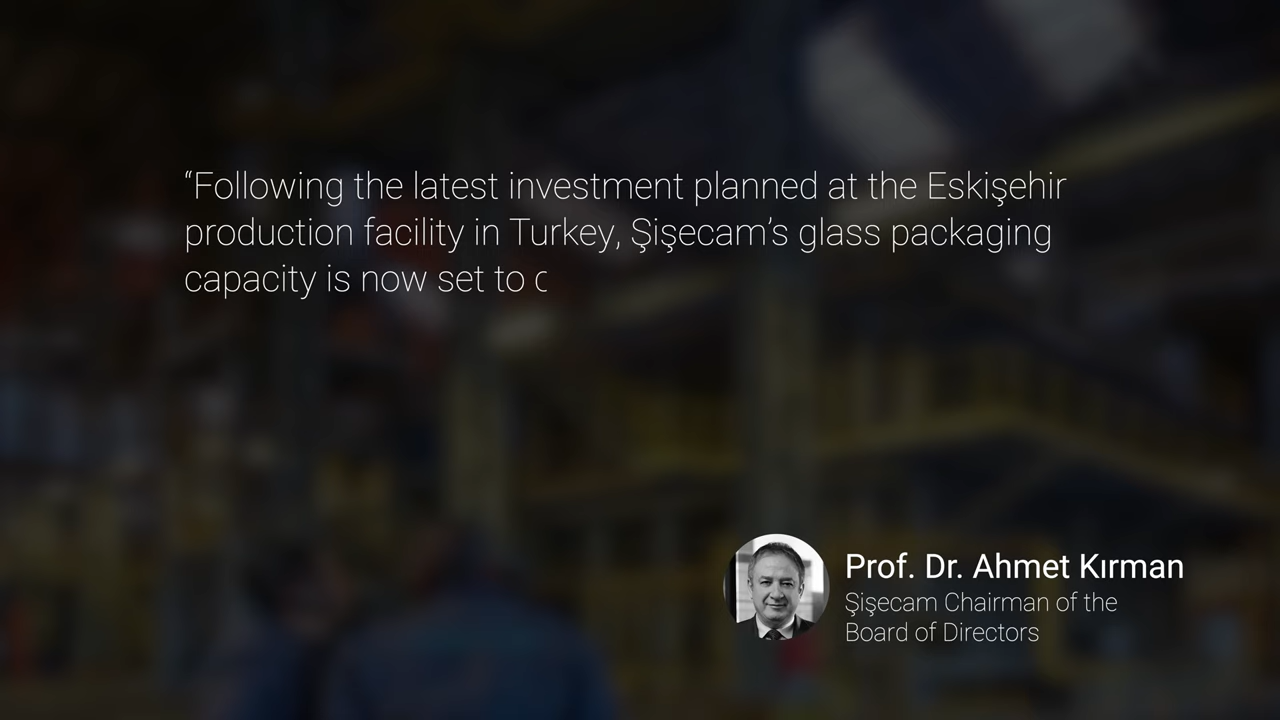 “Following the latest investment planned at the Eskişehir
production facility in Turkey, Şişecam’s glass packaging
capacity is now set to c
Prof. Dr. Ahmet Kırman
Şişecam Chairman of the
Board of Directors